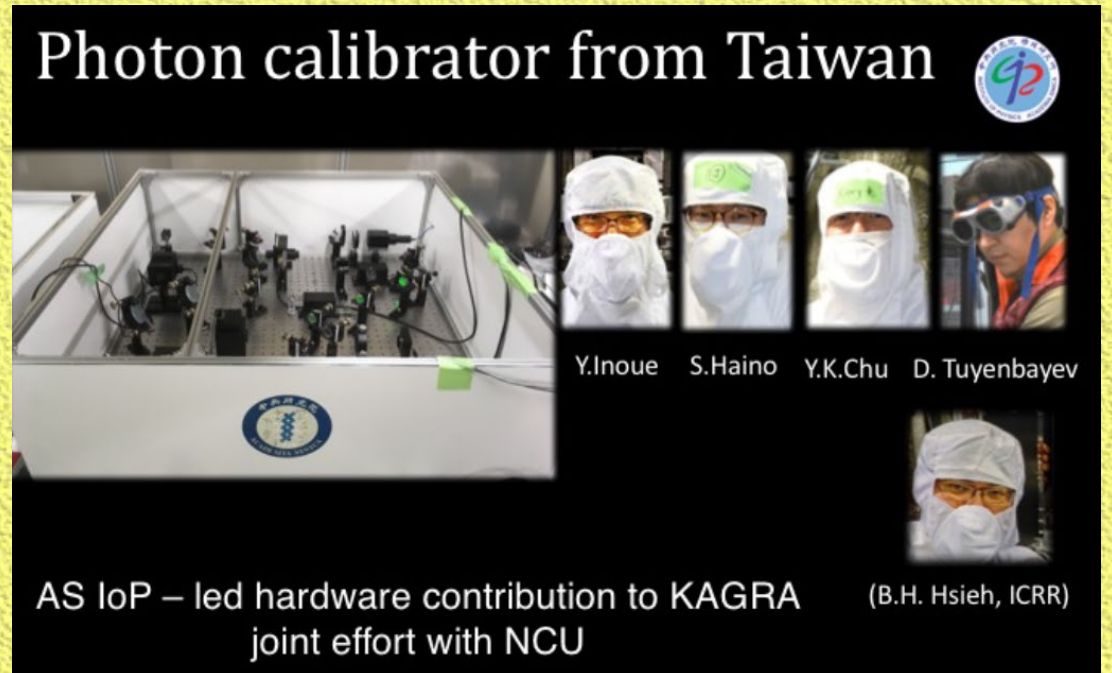 Photon calibrator from Taiwan
Y.Inoue
S.Haino
Y.K.Chu
D. Tuyenbayev
(B.H. Hsieh, ICRR)
AS IoP – led hardware contribution to KAGRA
joint effort with NCU